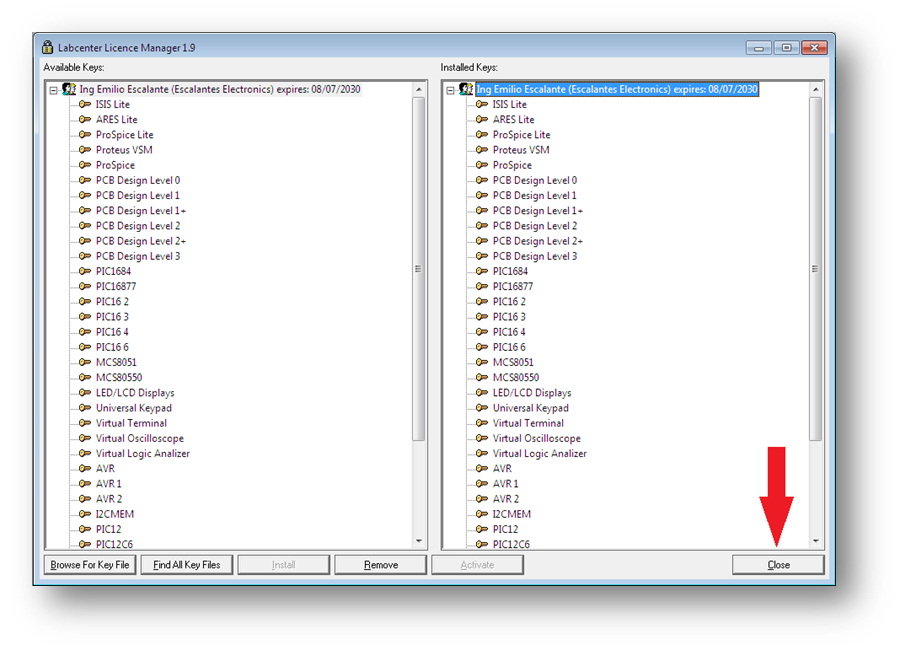 Labcenter Licence Manager 1.9
Available Keys:
Ing Emilio Escalante (Escalantes Electronics) expires: 08/07/2030
ISIS Lite
ARES Lite
ProSpice Lite
Proteus VSM
ProSpice
PCB Design Level 0
PCB Design Level 1
PCB Design Level 1+
PCB Design Level 2
PCB Design Level 2+
PCB Design Level 3
PIC1684
PIC16877
PIC16 2
PIC16 3
PIC16 4
PIC16 6
MCS8051
MCS80550
LED/LCD Displays
Universal Keypad
Virtual Terminal
Virtual Oscilloscope
Virtual Logic Analizer
AVR
AVR 1
AVR 2
I2CMEM
PIC12
PIC12C6
Installed Keys:
Ing Emilio Escalante (Escalantes Electronics) expires: 08/07/2030
ISIS Lite
ARES Lite
ProSpice Lite
Proteus VSM
ProSpice
PCB Design Level 0
PCB Design Level 1
PCB Design Level 1+
PCB Design Level 2
PCB Design Level 2+
PCB Design Level 3
PIC1684
PIC16877
PIC16 2
PIC16 3
PIC16 4
PIC16 6
MCS8051
MCS80550
LED/LCD Displays
Universal Keypad
Virtual Terminal
Virtual Oscilloscope
Virtual Logic Analizer
AVR
AVR 1
AVR 2
I2CMEM
PIC12
PIC12C6
Browse For Key File Find All Key Files Install Remove Activate Close